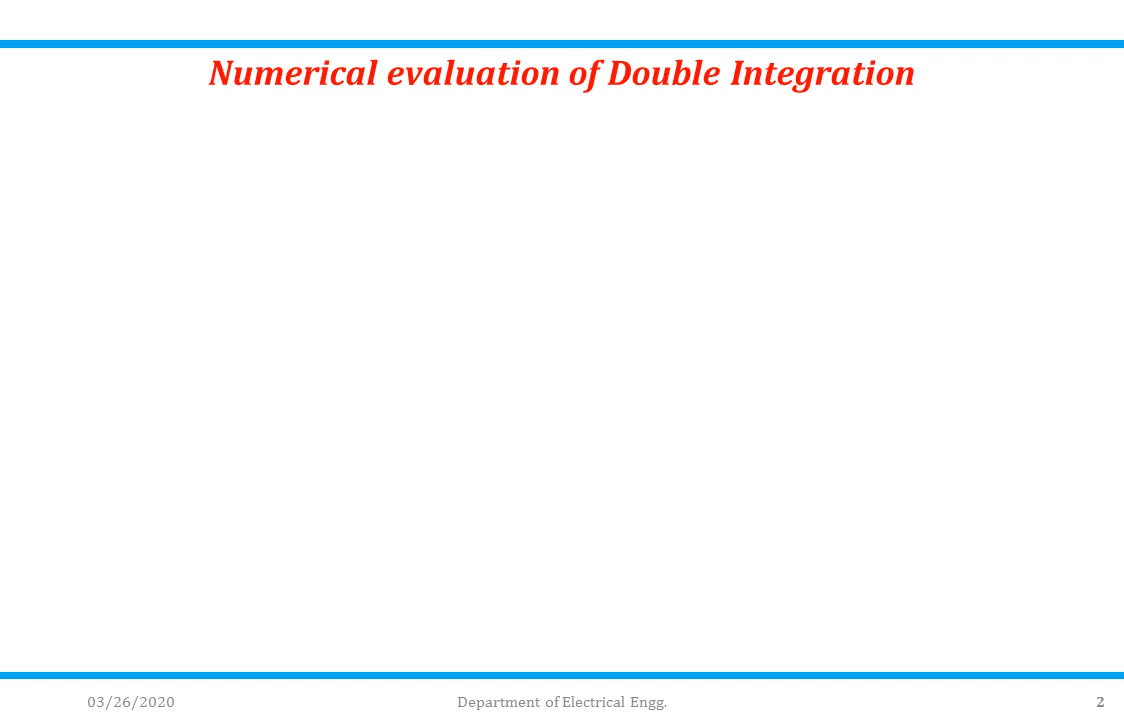 Numerical evaluation of Double Integration
03/26/2020
Department of Electrical Engg.
2